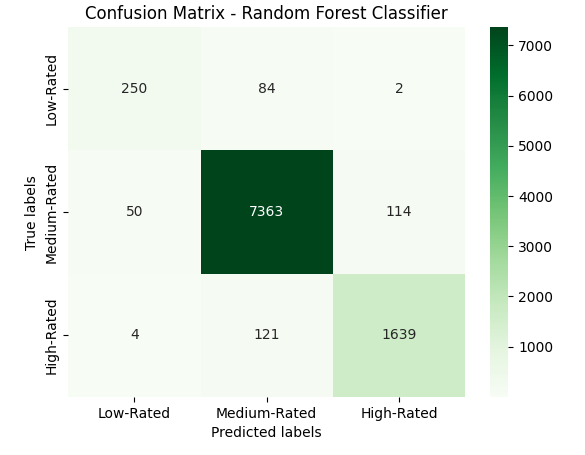 Confusion Matrix - Random Forest Classifier
True labels
Low-Rated
Medium-Rated
High-Rated
250 84 2
50 7363 114
4 121 1639
Low-Rated Medium-Rated High-Rated
Predicted labels
7000
6000
5000
4000
3000
2000
1000